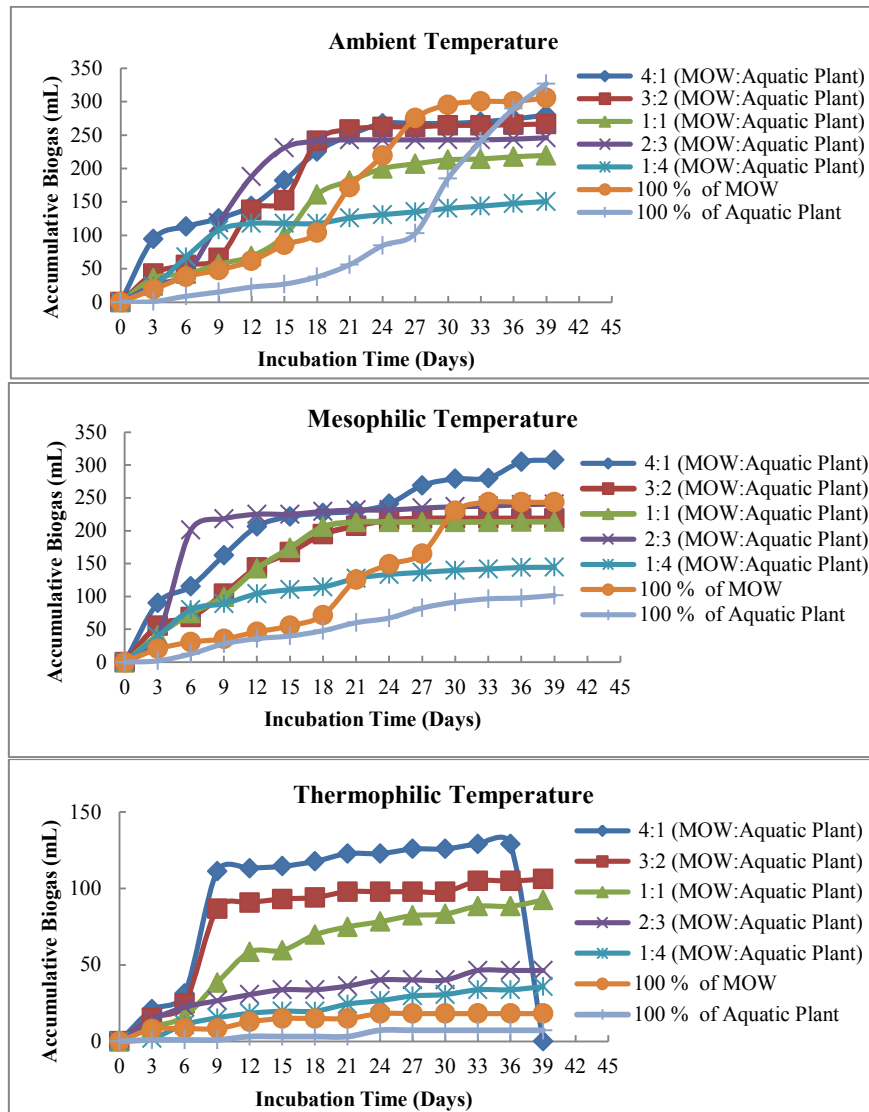 Ambient Temperature
Accumulative Biogas (mL)
350
300
250
200
150
100
50
0
0 3 6 9 12 15 18 21 24 27 30 33 36 39 42 45
Incubation Time (Days)
4:1 (MOW:Aquatic Plant)
3:2 (MOW:Aquatic Plant)
1:1 (MOW:Aquatic Plant)
2:3 (MOW:Aquatic Plant)
1:4 (MOW:Aquatic Plant)
100 % of MOW
100 % of Aquatic Plant
Mesophilic Temperature
Accumulative Biogas (mL)
350
300
250
200
150
100
50
0
0 3 6 9 12 15 18 21 24 27 30 33 36 39 42 45
Incubation Time (Days)
4:1 (MOW:Aquatic Plant)
3:2 (MOW:Aquatic Plant)
1:1 (MOW:Aquatic Plant)
2:3 (MOW:Aquatic Plant)
1:4 (MOW:Aquatic Plant)
100 % of MOW
100 % of Aquatic Plant
Thermophilic Temperature
Accumulative Biogas (mL)
150
100
50
0
0 3 6 9 12 15 18 21 24 27 30 33 36 39 42 45
Incubation Time (Days)
4:1 (MOW:Aquatic Plant)
3:2 (MOW:Aquatic Plant)
1:1 (MOW:Aquatic Plant)
2:3 (MOW:Aquatic Plant)
1:4 (MOW:Aquatic Plant)
100 % of MOW
100 % of Aquatic Plant